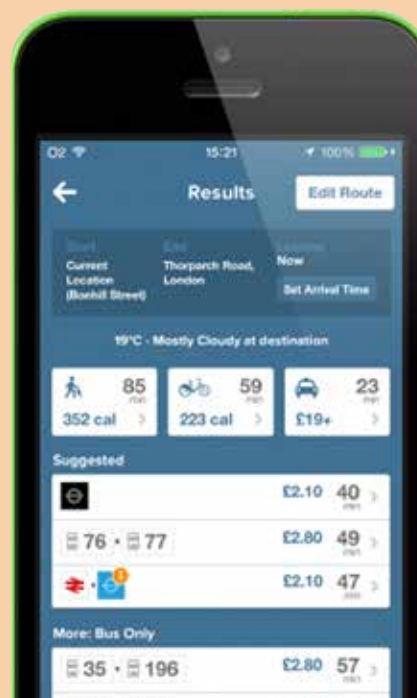 O2 15:21 100%
Results Edit Route
Start End Leaving
Current Location (Bonhill Street) Thorparch Road, London Now
Set Arrival Time
19°C - Mostly Cloudy at destination
85 min 59 min 23 min
352 cal 223 cal £19+
Suggested
£2.10 40 min
76 • 77 £2.80 49 min
£2.10 47 min
More: Bus Only
35 • 196 £2.80 57 min